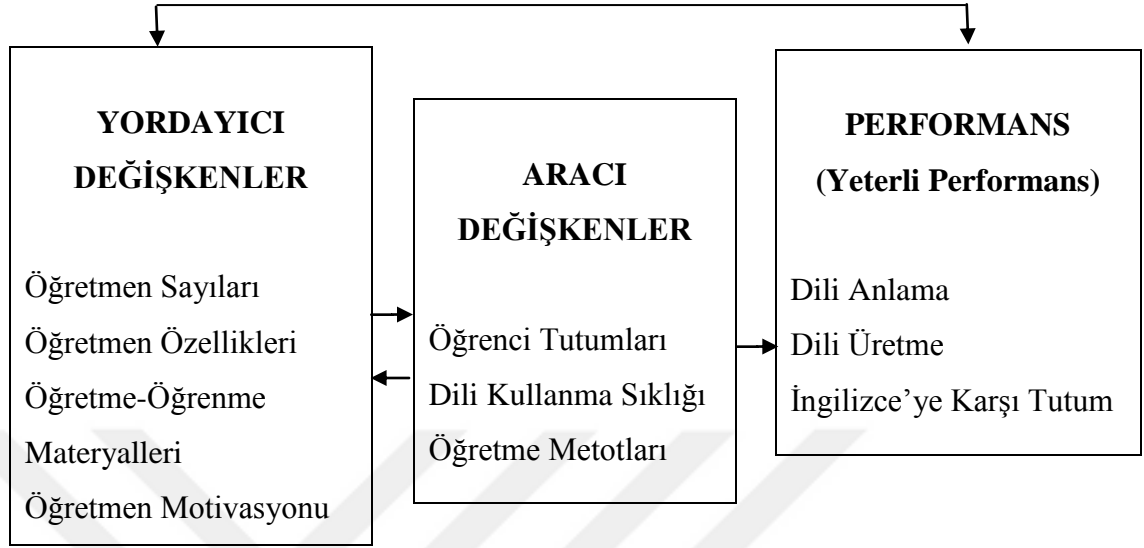 YORDAYICI
DEĞİŞKENLER
Öğretmen Sayıları
Öğretmen Özellikleri
Öğretme-Öğrenme
Materyalleri
Öğretmen Motivasyonu
ARACI
DEĞİŞKENLER
Öğrenci Tutumları
Dili Kullanma Sıklığı
Öğretme Metotları
PERFORMANS
(Yeterli Performans)
Dili Anlama
Dili Üretme
İngilizce’ye Karşı Tutum